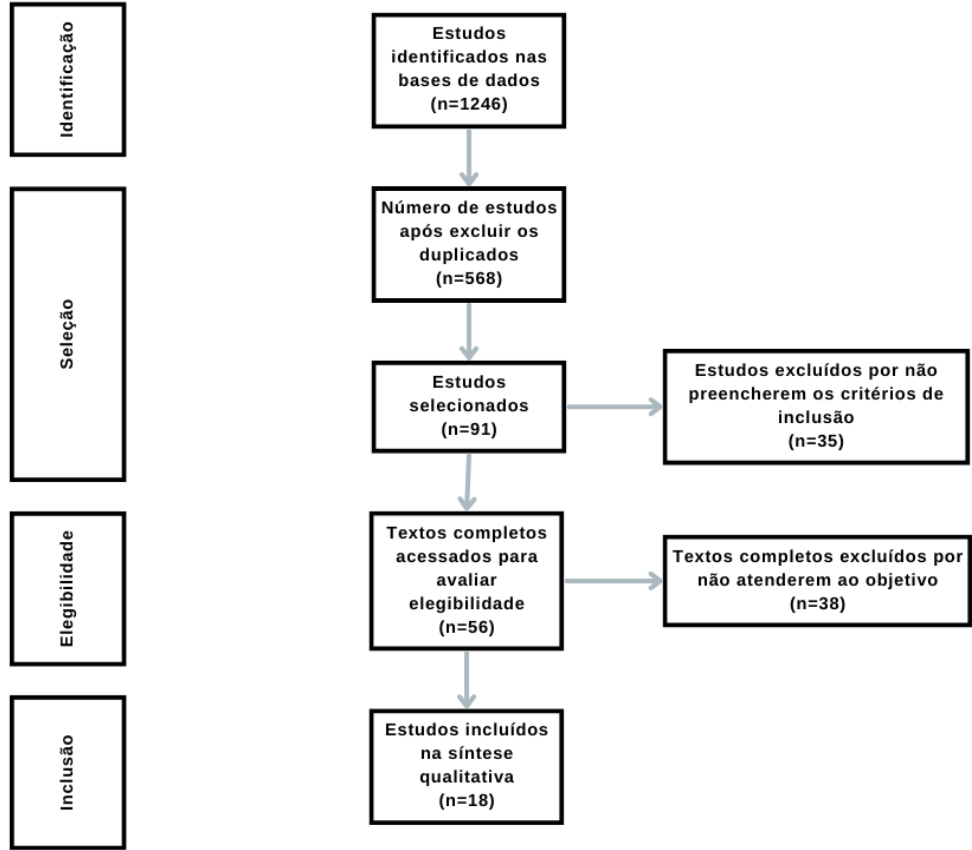 Identificação
Estudos
identificados nas
bases de dados
(n=1246)
Seleção
Número de estudos
após excluir os
duplicados
(n=568)
Estudos
selecionados
(n=91)
Estudos excluídos por não
preencherem os critérios de
inclusão
(n=35)
Elegibilidade
Textos completos
acessados para
avaliar
elegibilidade
(n=56)
Textos completos excluídos por
não atenderem ao objetivo
(n=38)
Inclusão
Estudos incluídos
na síntese
qualitativa
(n=18)